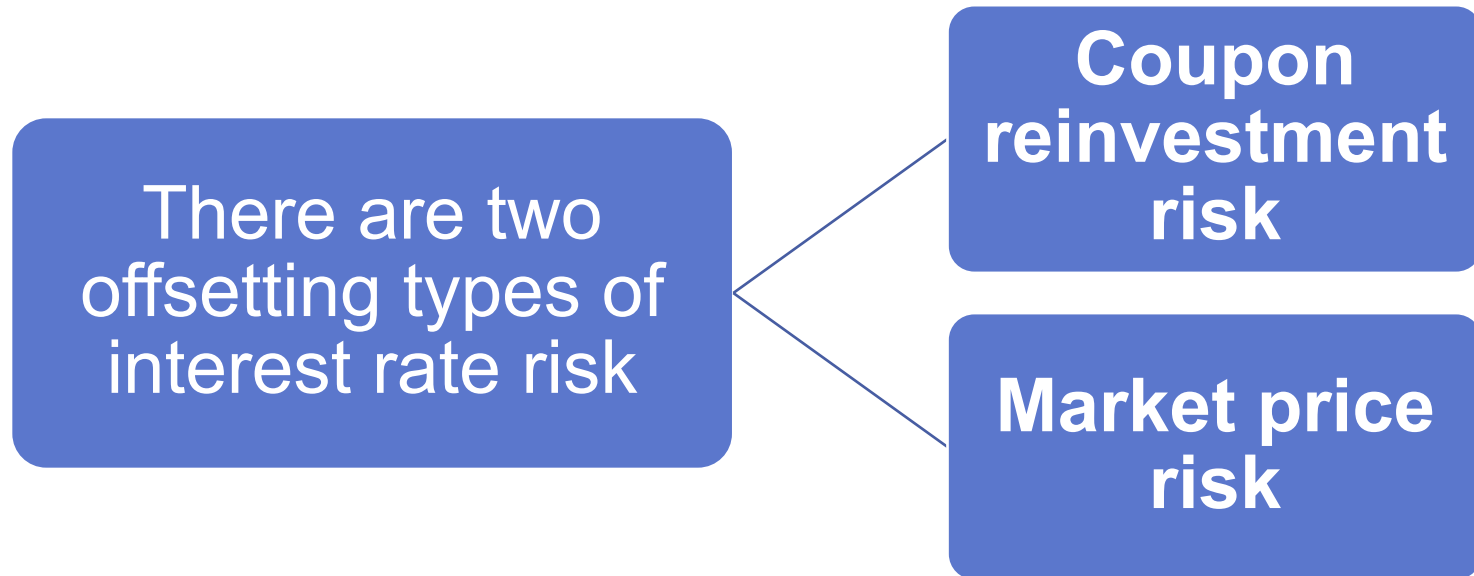 There are two
offsetting types of
interest rate risk
Coupon
reinvestment
risk
Market price
risk